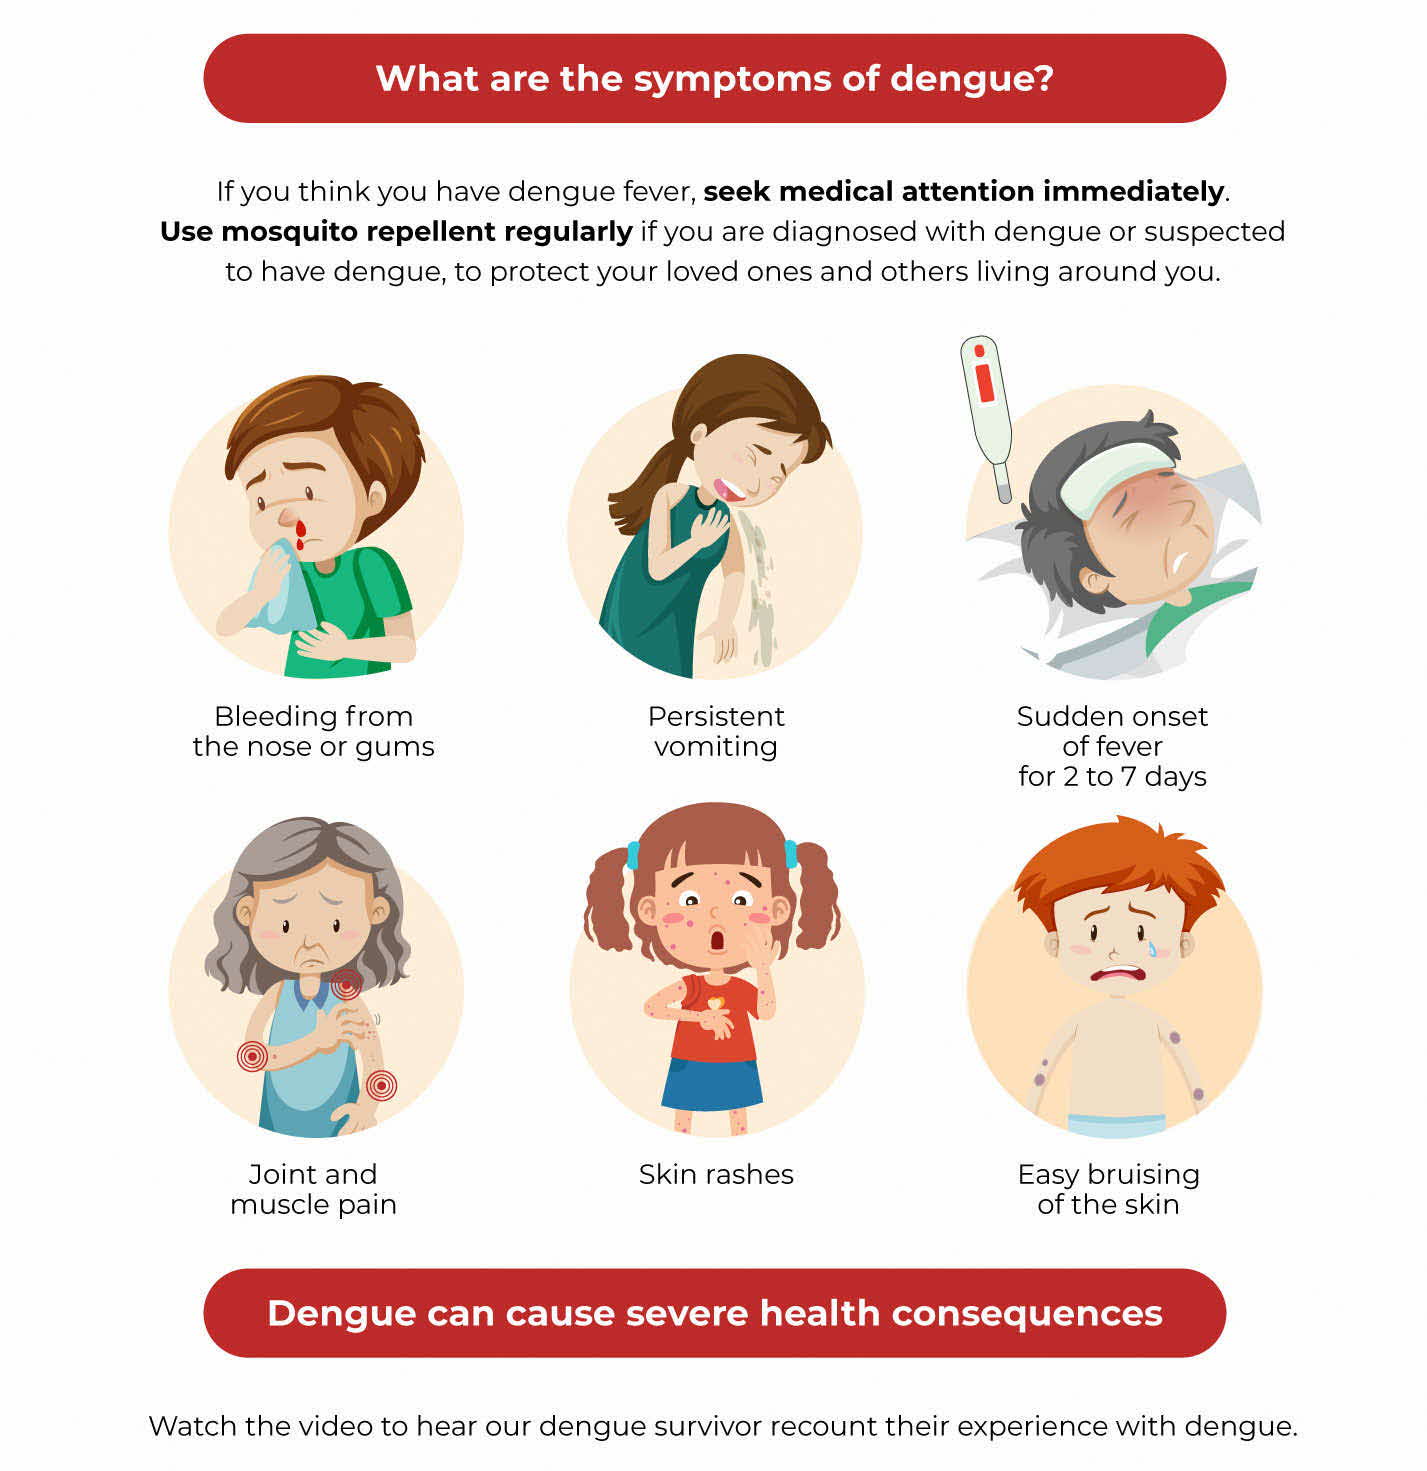 What are the symptoms of dengue?
If you think you have dengue fever, seek medical attention immediately.
Use mosquito repellent regularly if you are diagnosed with dengue or suspected
to have dengue, to protect your loved ones and others living around you.
Bleeding from
the nose or gums
Persistent
vomiting
Sudden onset
of fever
for 2 to 7 days
Joint and
muscle pain
Skin rashes
Easy bruising
of the skin
Dengue can cause severe health consequences
Watch the video to hear our dengue survivor recount their experience with dengue.